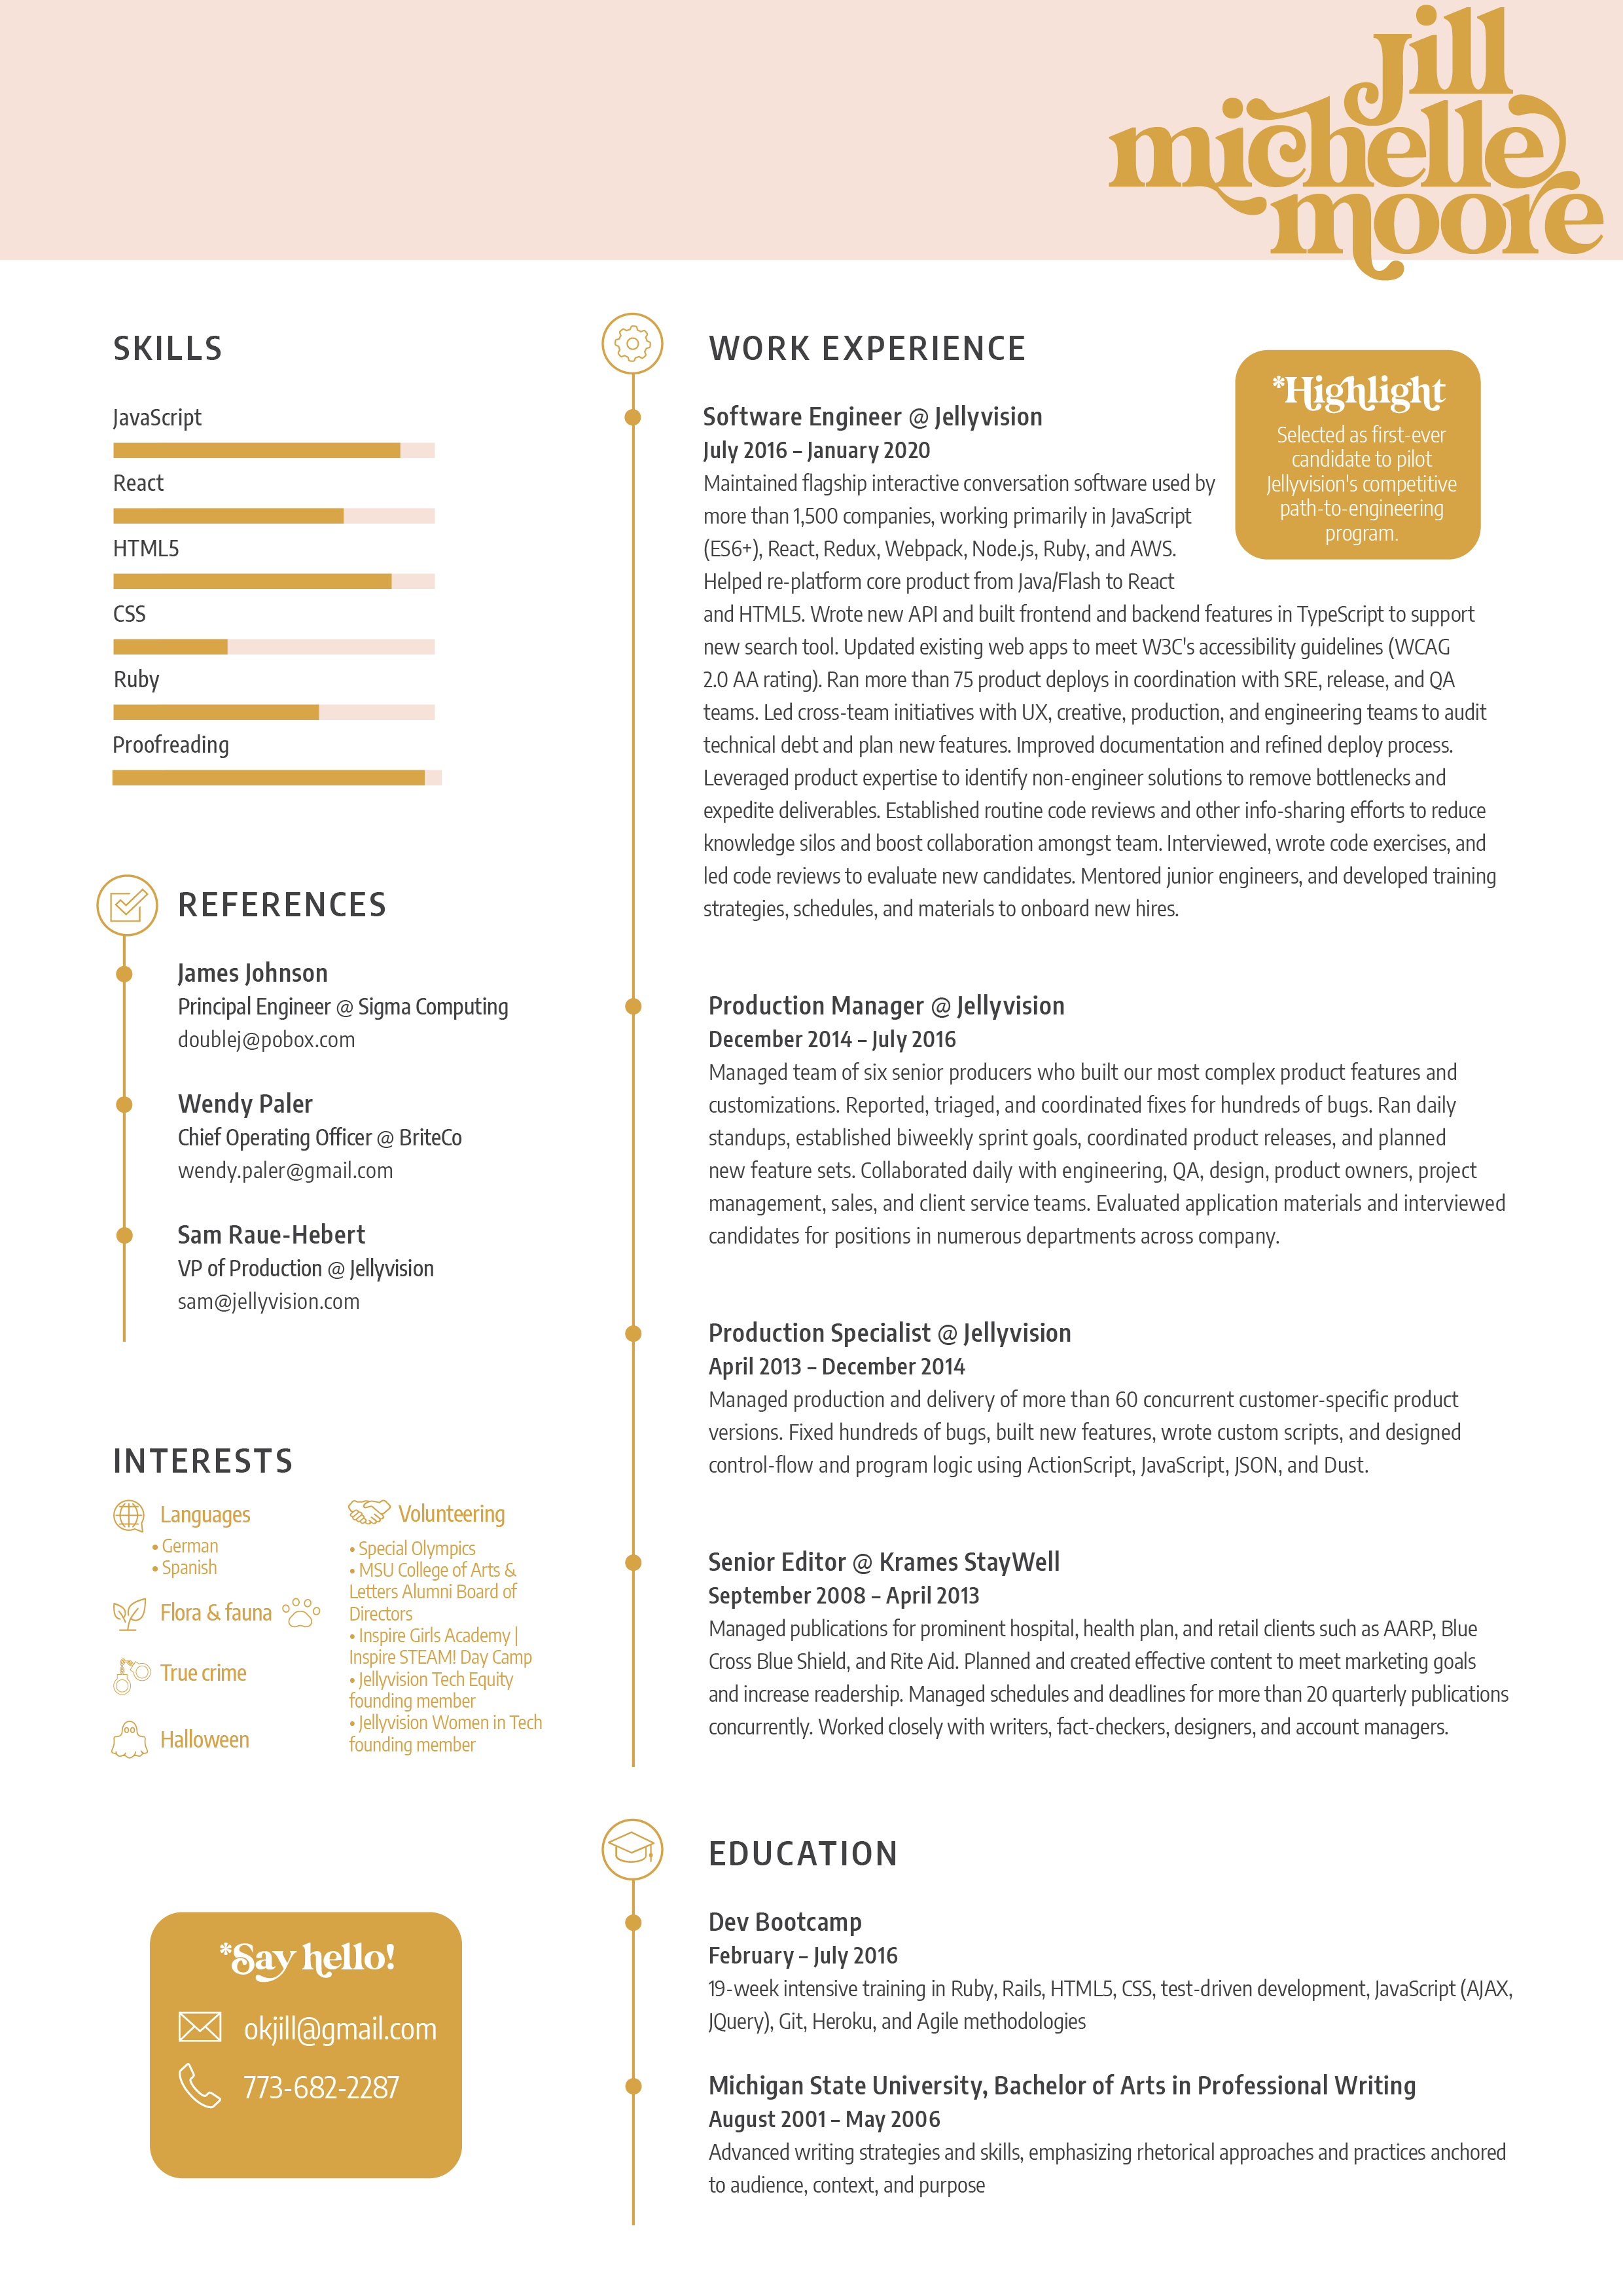 jill
michelle
moore
SKILLS
JavaScript
React
HTML5
CSS
Ruby
Proofreading
REFERENCES
James Johnson
Principal Engineer @ Sigma Computing
doublej@pobox.com
Wendy Paler
Chief Operating Officer @ BriteCo
wendy.paler@gmail.com
Sam Raue-Hebert
VP of Production @ Jellyvision
sam@jellyvision.com
INTERESTS
Languages
• German
• Spanish
Flora & fauna
True crime
Halloween
Volunteering
• Special Olympics
• MSU College of Arts &
Letters Alumni Board of
Directors
• Inspire Girls Academy |
Inspire STEAM! Day Camp
• Jellyvision Tech Equity
founding member
• Jellyvision Women in Tech
founding member
*Say hello!
okjill@gmail.com
773-682-2287
WORK EXPERIENCE
Software Engineer @ Jellyvision
July 2016 – January 2020
Maintained flagship interactive conversation software used by
more than 1,500 companies, working primarily in JavaScript
(ES6+), React, Redux, Webpack, Node.js, Ruby, and AWS.
Helped re-platform core product from Java/Flash to React
and HTML5. Wrote new API and built frontend and backend features in TypeScript to support
new search tool. Updated existing web apps to meet W3C's accessibility guidelines (WCAG
2.0 AA rating). Ran more than 75 product deploys in coordination with SRE, release, and QA
teams. Led cross-team initiatives with UX, creative, production, and engineering teams to audit
technical debt and plan new features. Improved documentation and refined deploy process.
Leveraged product expertise to identify non-engineer solutions to remove bottlenecks and
expedite deliverables. Established routine code reviews and other info-sharing efforts to reduce
knowledge silos and boost collaboration amongst team. Interviewed, wrote code exercises, and
led code reviews to evaluate new candidates. Mentored junior engineers, and developed training
strategies, schedules, and materials to onboard new hires.
*Highlight
Selected as first-ever
candidate to pilot
Jellyvision's competitive
path-to-engineering
program.
Production Manager @ Jellyvision
December 2014 – July 2016
Managed team of six senior producers who built our most complex product features and
customizations. Reported, triaged, and coordinated fixes for hundreds of bugs. Ran daily
standups, established biweekly sprint goals, coordinated product releases, and planned
new feature sets. Collaborated daily with engineering, QA, design, product owners, project
management, sales, and client service teams. Evaluated application materials and interviewed
candidates for positions in numerous departments across company.
Production Specialist @ Jellyvision
April 2013 – December 2014
Managed production and delivery of more than 60 concurrent customer-specific product
versions. Fixed hundreds of bugs, built new features, wrote custom scripts, and designed
control-flow and program logic using ActionScript, JavaScript, JSON, and Dust.
Senior Editor @ Krames StayWell
September 2008 – April 2013
Managed publications for prominent hospital, health plan, and retail clients such as AARP, Blue
Cross Blue Shield, and Rite Aid. Planned and created effective content to meet marketing goals
and increase readership. Managed schedules and deadlines for more than 20 quarterly publications
concurrently. Worked closely with writers, fact-checkers, designers, and account managers.
EDUCATION
Dev Bootcamp
February – July 2016
19-week intensive training in Ruby, Rails, HTML5, CSS, test-driven development, JavaScript (AJAX,
JQuery), Git, Heroku, and Agile methodologies
Michigan State University, Bachelor of Arts in Professional Writing
August 2001 – May 2006
Advanced writing strategies and skills, emphasizing rhetorical approaches and practices anchored
to audience, context, and purpose